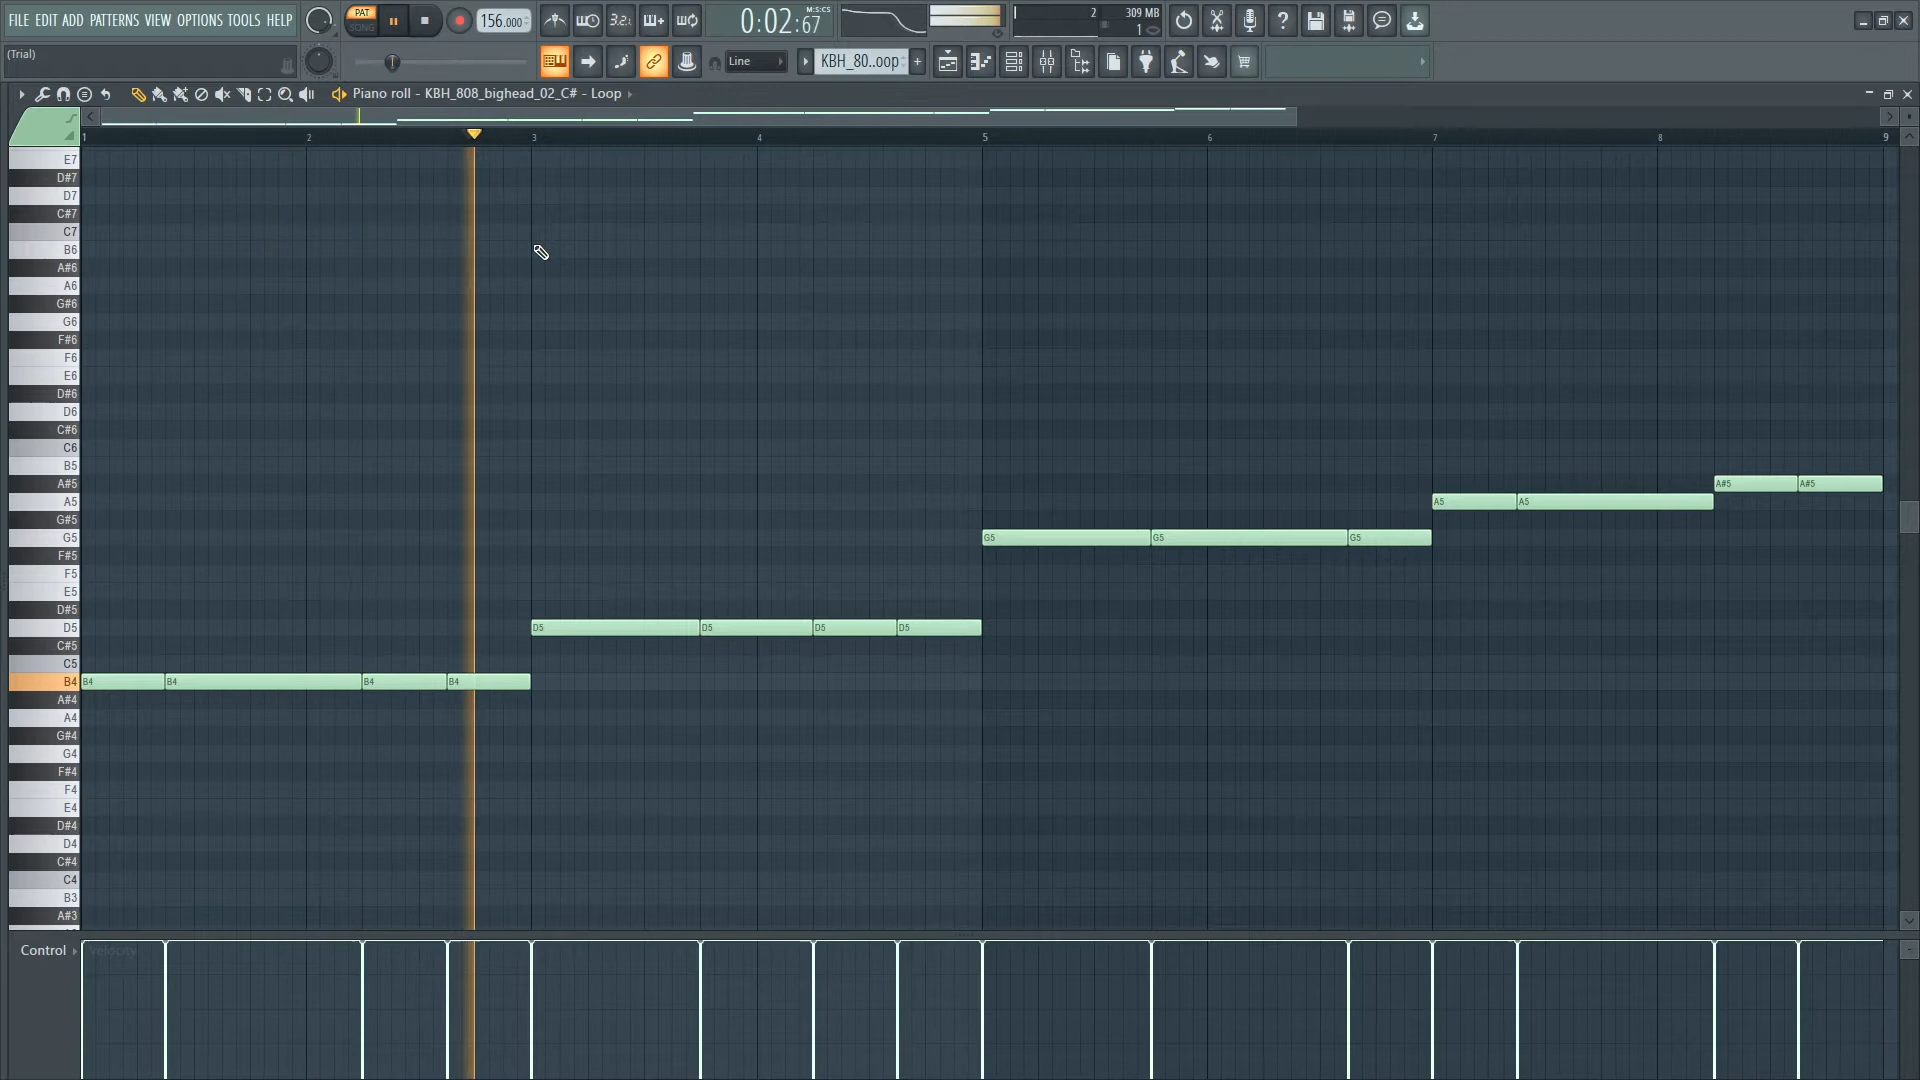 FILE EDIT ADD PATTERNS VIEW OPTIONS TOOLS HELP
PAT
SONG
156.000
3.2.
0:02:67
M:S:CS
2
309 MB
1
(Trial)
Line
KBH_80..oop
Piano roll - KBH_808_bighead_02_C# - Loop
1 2 3 4 5 6 7 8 9
E7
D#7
D7
C#7
C7
B6
A#6
A6
G#6
G6
F#6
F6
E6
D#6
D6
C#6
C6
B5
A#5 A#5 A#5
A5 A5 A5
G#5
G5 G5 G5 G5
F#5
F5
E5
D#5
D5 D5 D5 D5 D5
C#5
C5
B4 B4 B4 B4 B4
A#4
A4
G#4
G4
F#4
F4
E4
D#4
D4
C#4
C4
B3
A#3
Control Velocity